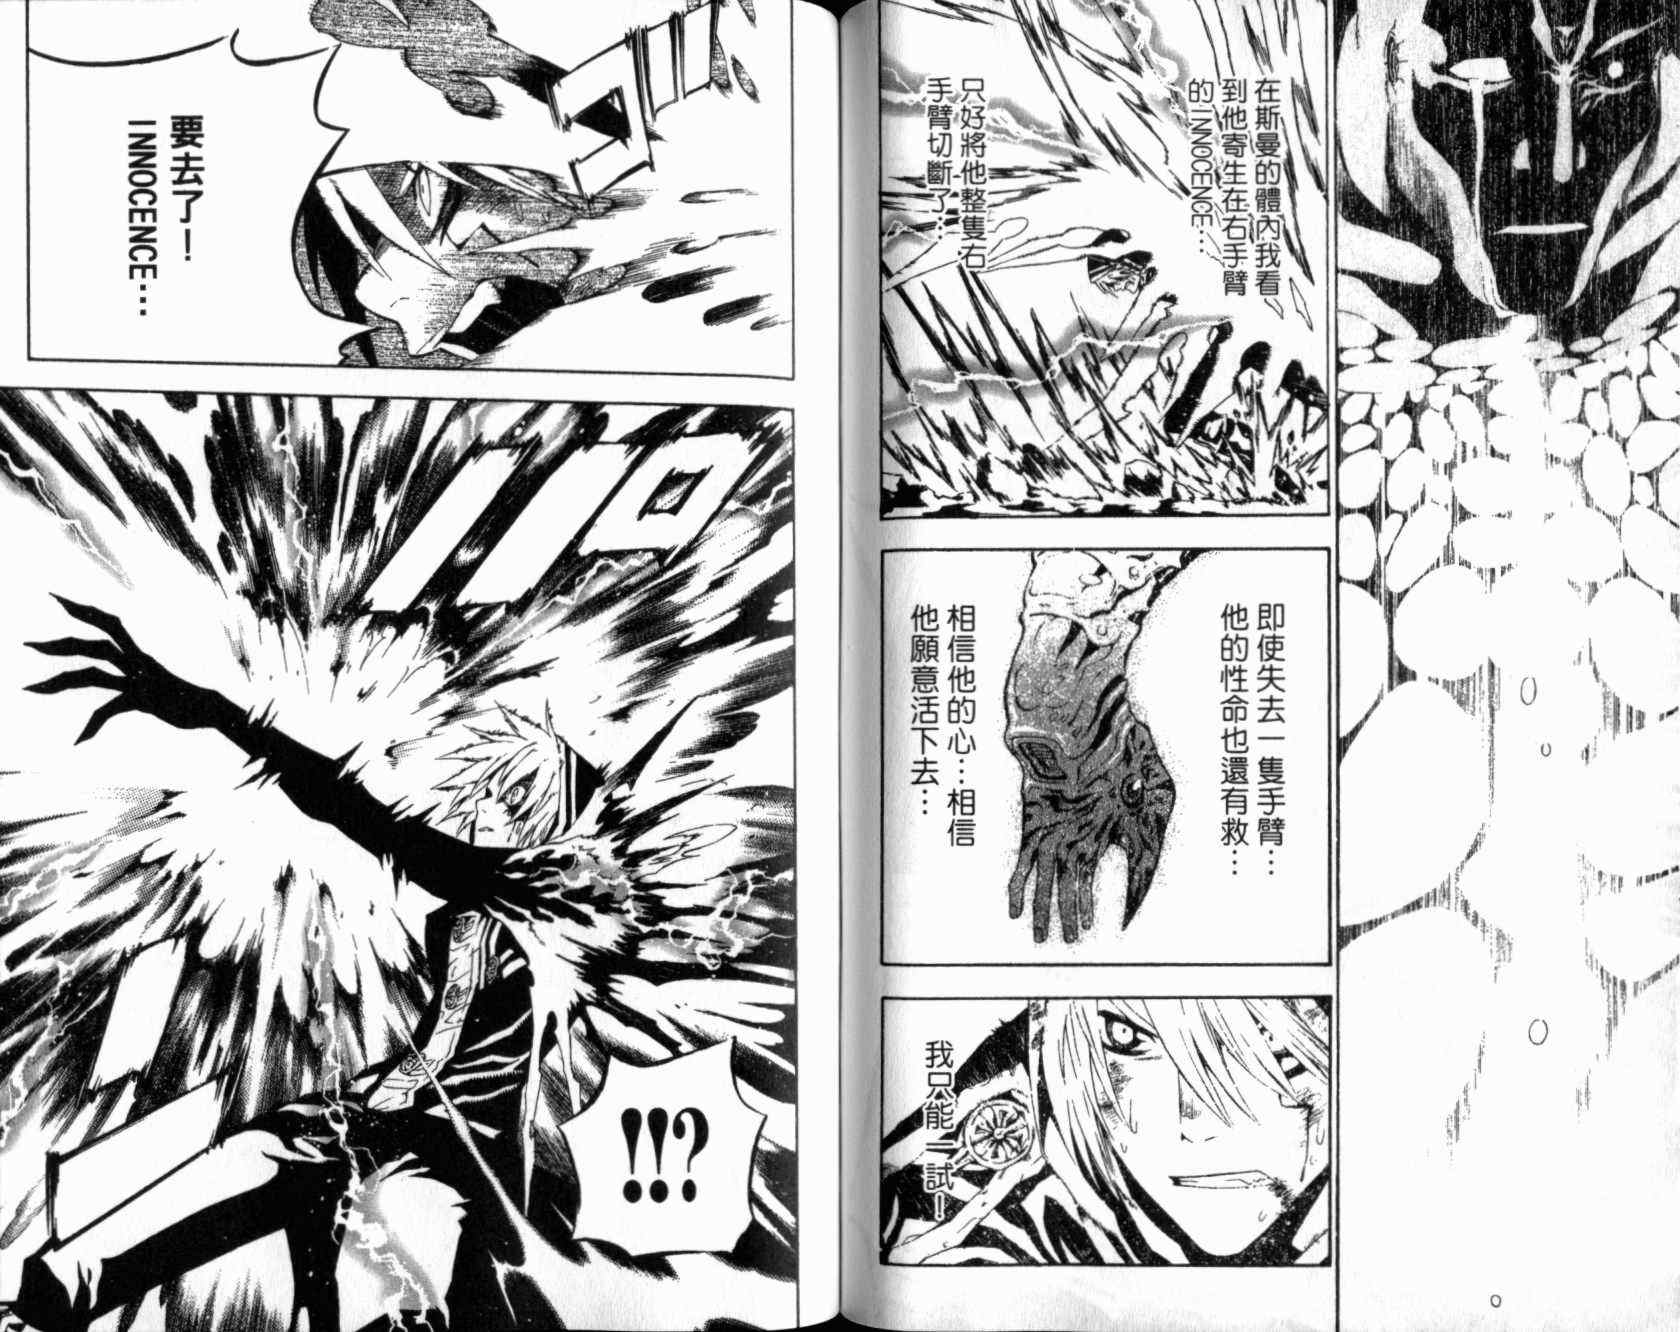 在斯曼的體內我看
到他寄生在右手臂
的INNOCENCE…
只好將他整隻右
手臂切斷了…
即使失去一隻手臂…
他的性命也還有救…
相信他的心…相信
他願意活下去…
我只能一試！
要去了！
INNOCENCE…
!!?